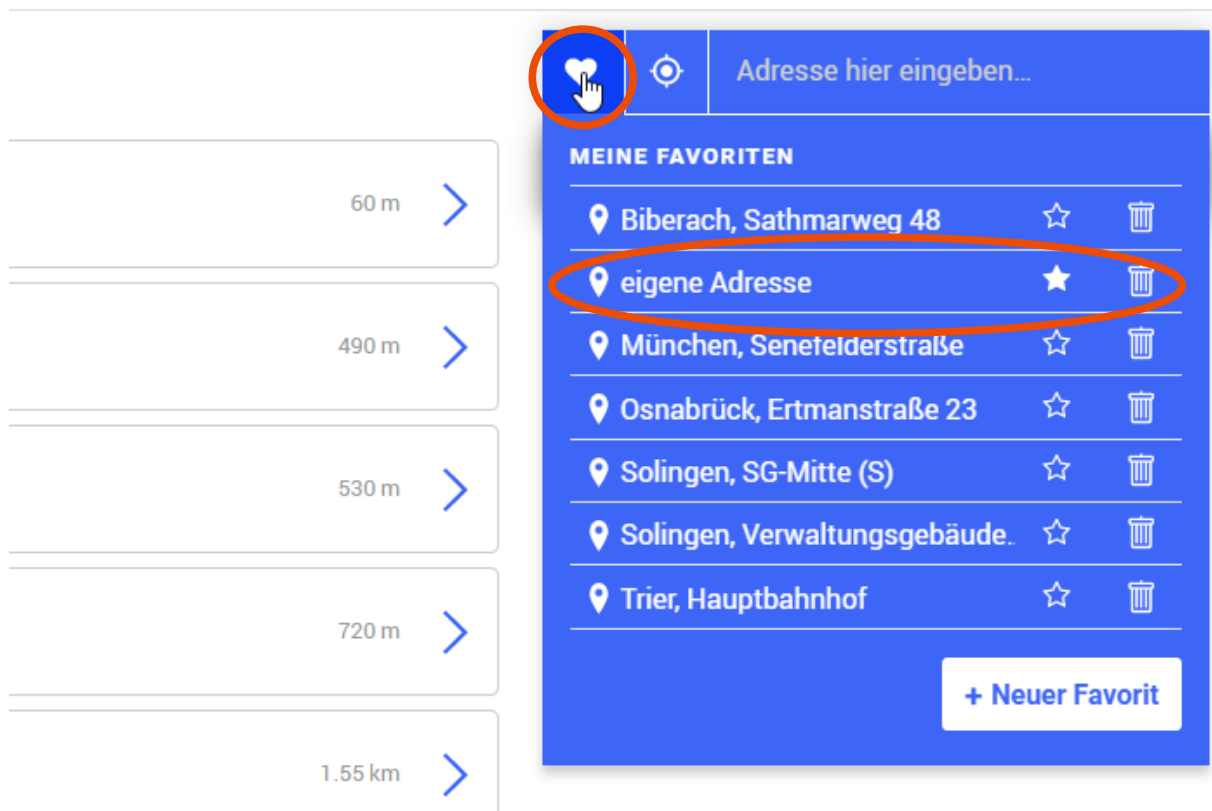 Adresse hier eingeben...
MEINE FAVORITEN
60 m
Biberach, Sathmarweg 48
eigene Adresse
490 m
München, Senefelderstraße
Osnabrück, Ertmanstraße 23
530 m
Solingen, SG-Mitte (S)
Solingen, Verwaltungsgebäude..
Trier, Hauptbahnhof
720 m
+ Neuer Favorit
1.55 km